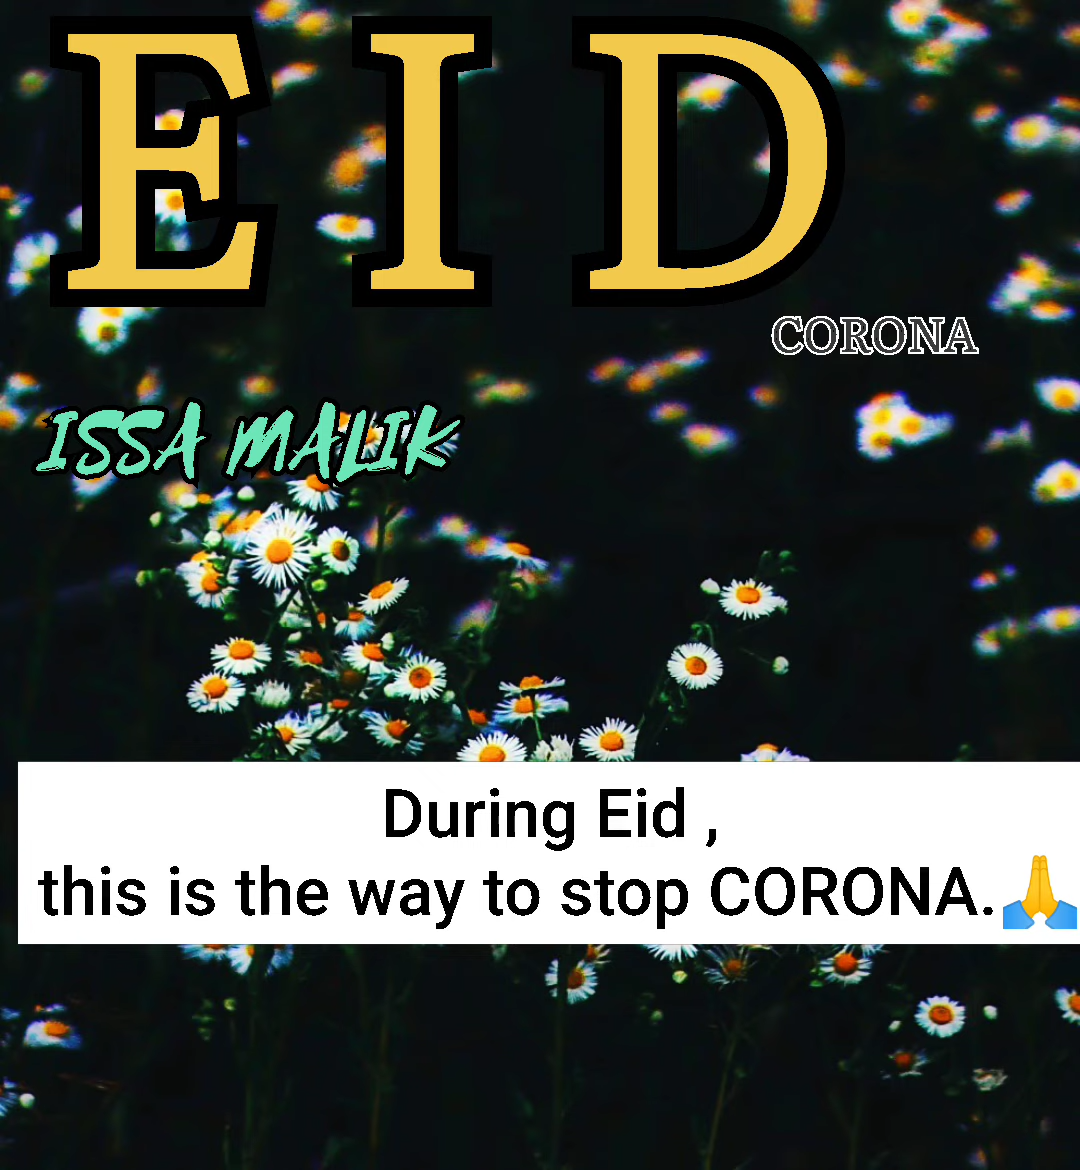 EID
CORONA
ISSA MALIK
During Eid ,
this is the way to stop CORONA.🙏